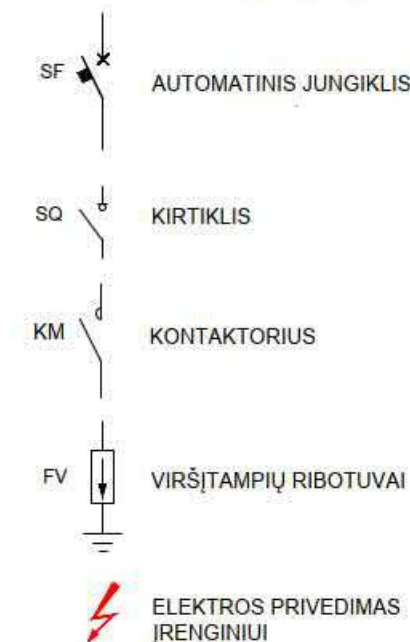 SF AUTOMATINIS JUNGIKLIS
SQ KIRTIKLIS
KM KONTAKTORIUS
FV VIRŠĮTAMPIŲ RIBOTUVAI
ELEKTROS PRIVEDIMAS
ĮRENGINIUI